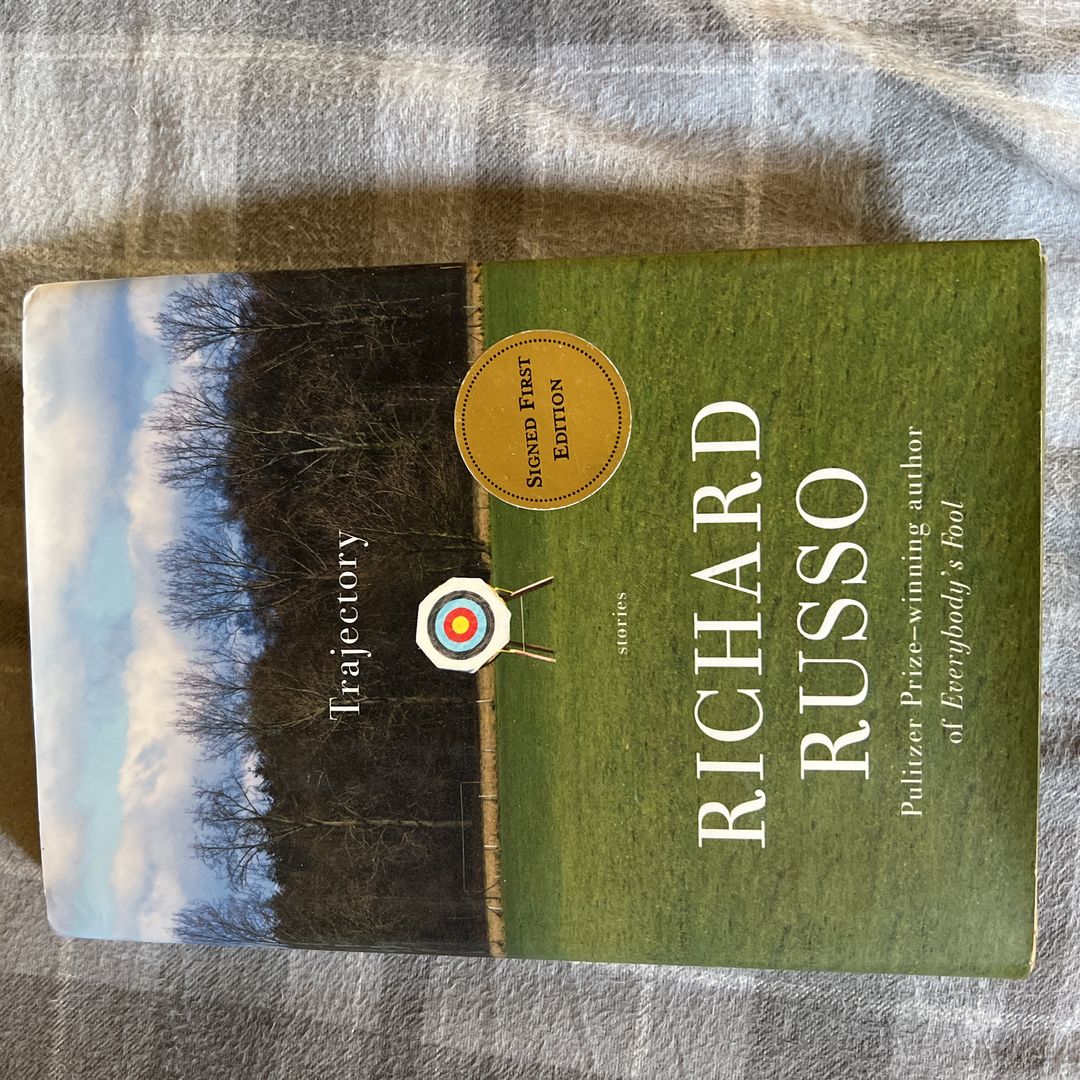 Trajectory
SIGNED FIRST
EDITION
stories
RICHARD
RUSSO
Pulitzer Prize–winning author
of Everybody's Fool